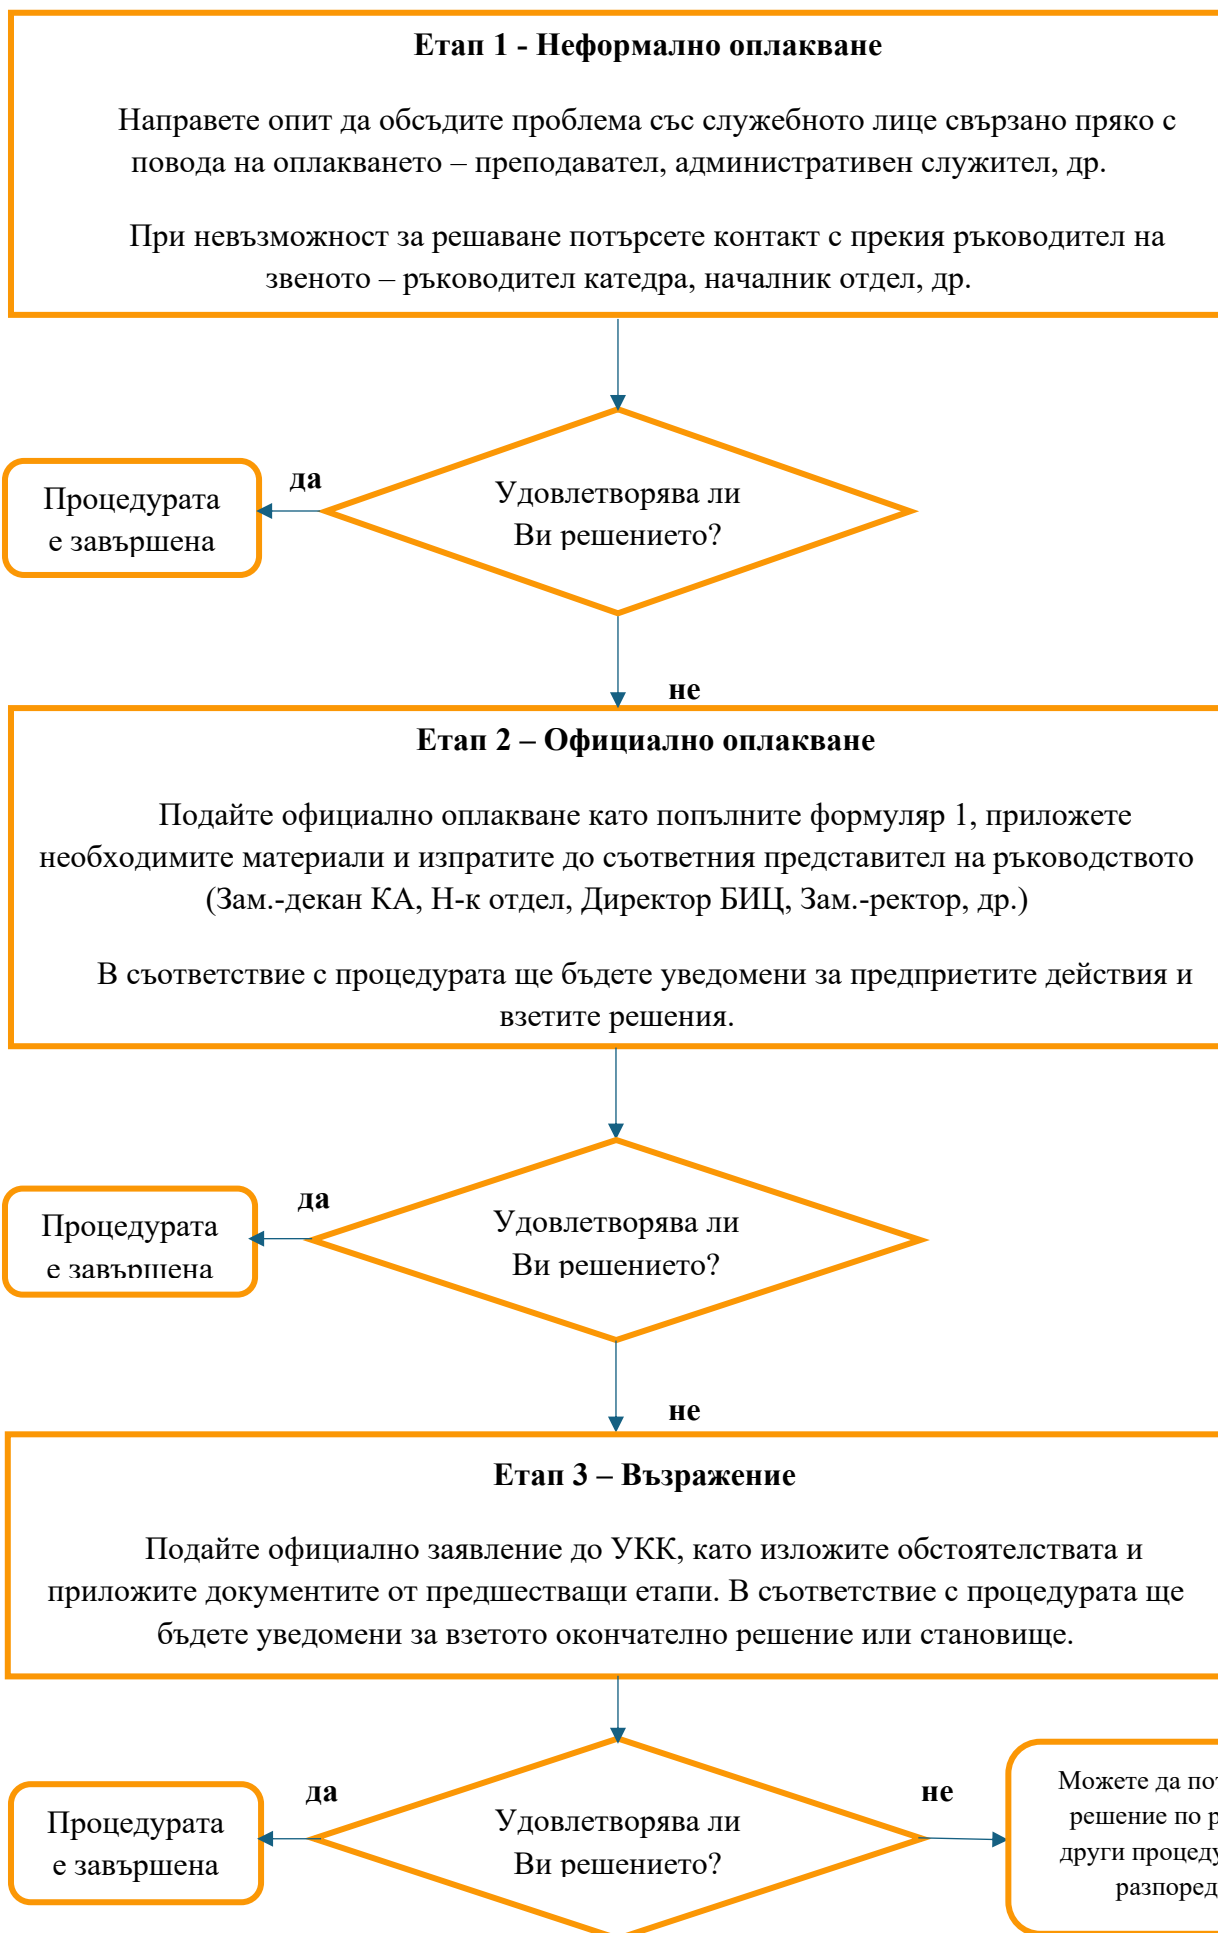 Етап 1 - Неформално оплакване
Направете опит да обсъдите проблема със служебното лице свързано пряко с
повода на оплакването – преподавател, административен служител, др.
При невъзможност за решаване потърсете контакт с прекия ръководител на
звеното – ръководител катедра, началник отдел, др.
да
Процедурата
е завършена
Удовлетворява ли
Ви решението?
не
Етап 2 – Официално оплакване
Подайте официално оплакване като попълните формуляр 1, приложете
необходимите материали и изпратите до съответния представител на ръководството
(Зам.-декан КА, Н-к отдел, Директор БИЦ, Зам.-ректор, др.)
В съответствие с процедурата ще бъдете уведомени за предприетите действия и
взетите решения.
да
Процедурата
е завършена
Удовлетворява ли
Ви решението?
не
Етап 3 – Възражение
Подайте официално заявление до УКК, като изложите обстоятелствата и
приложите документите от предшестващи етапи. В съответствие с процедурата ще
бъдете уведомени за взетото окончателно решение или становище.
да
Процедурата
е завършена
Удовлетворява ли
Ви решението?
не
Можете да
решение по
други